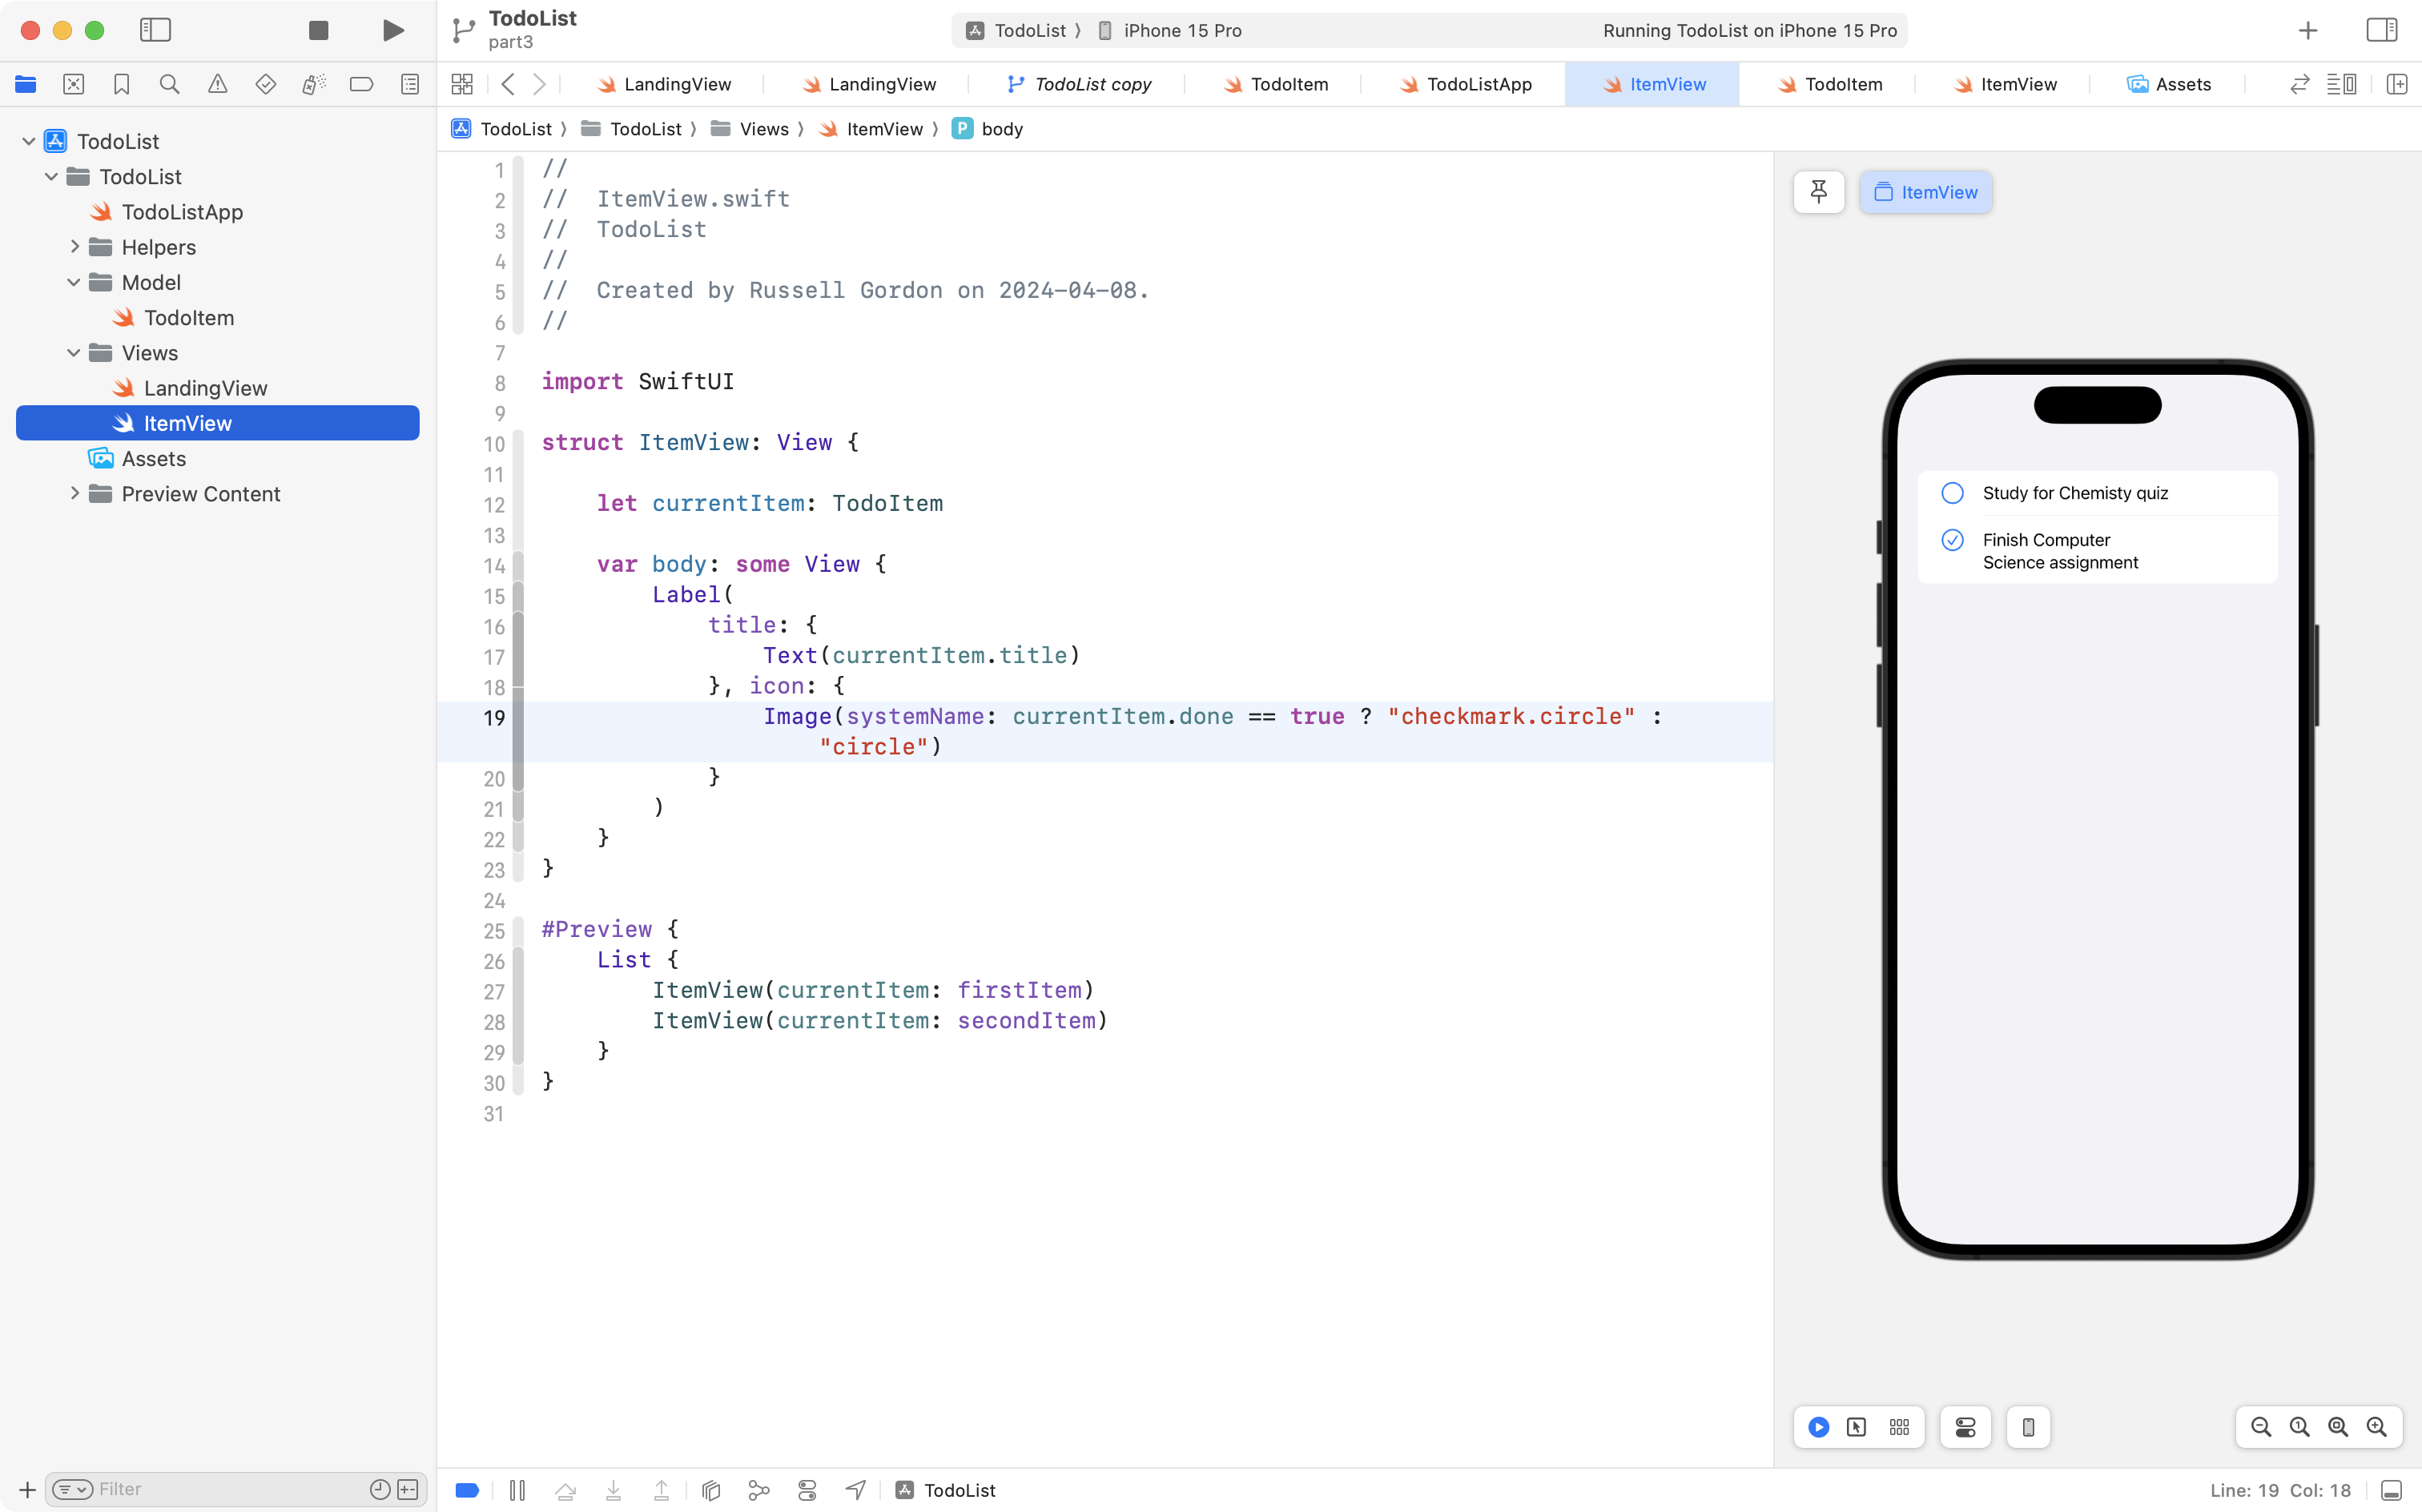 TodoList
part3
TodoList ⟩ iPhone 15 Pro
Running TodoList on iPhone 15 Pro
LandingView
LandingView
TodoList copy
TodoItem
TodoListApp
ItemView
TodoItem
ItemView
Assets
TodoList ⟩ TodoList ⟩ Views ⟩ ItemView ⟩ P body
TodoList
TodoList
TodoListApp
Helpers
Model
TodoItem
Views
LandingView
ItemView
Assets
Preview Content
Filter
1 //
2 //  ItemView.swift
3 //  TodoList
4 //
5 //  Created by Russell Gordon on 2024-04-08.
6 //
7
8 import SwiftUI
9
10 struct ItemView: View {
11
12     let currentItem: TodoItem
13
14     var body: some View {
15         Label(
16             title: {
17                 Text(currentItem.title)
18             }, icon: {
19                 Image(systemName: currentItem.done == true ? "checkmark.circle" :
                    "circle")
20             }
21         )
22     }
23 }
24
25 #Preview {
26     List {
27         ItemView(currentItem: firstItem)
28         ItemView(currentItem: secondItem)
29     }
30 }
31
ItemView
Study for Chemisty quiz
Finish Computer
Science assignment
TodoList
Line: 19 Col: 18